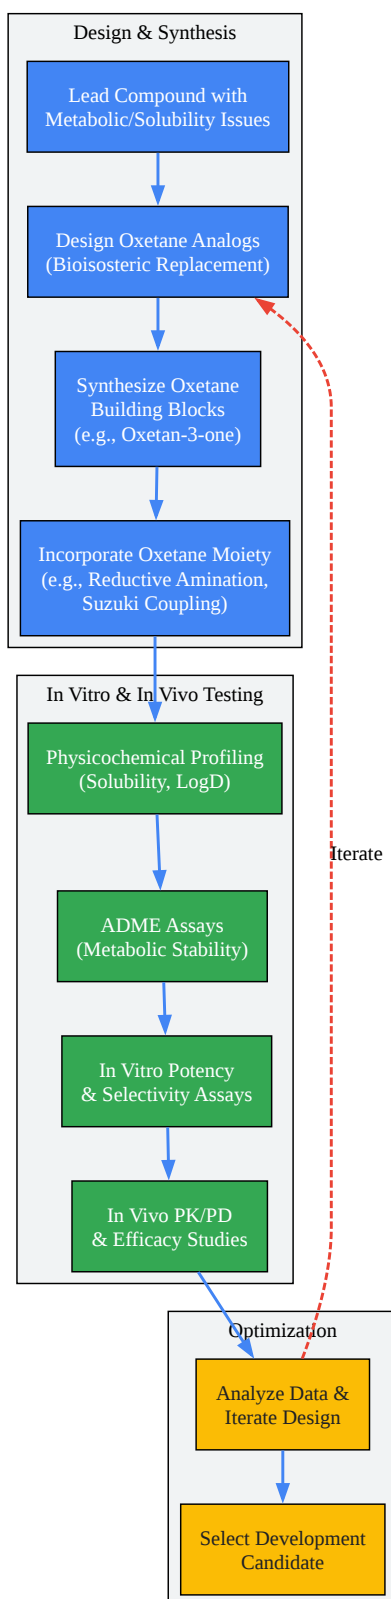 Design & Synthesis
Lead Compound with
Metabolic/Solubility Issues
Design Oxetane Analogs
(Bioisosteric Replacement)
Synthesize Oxetane
Building Blocks
(e.g., Oxetan-3-one)
Incorporate Oxetane Moiety
(e.g., Reductive Amination,
Suzuki Coupling)
In Vitro & In Vivo Testing
Physicochemical Profiling
(Solubility, LogD)
Iterate
ADME Assays
(Metabolic Stability)
In Vitro Potency
& Selectivity Assays
In Vivo PK/PD
& Efficacy Studies
Optimization
Analyze Data &
Iterate Design
Select Development
Candidate